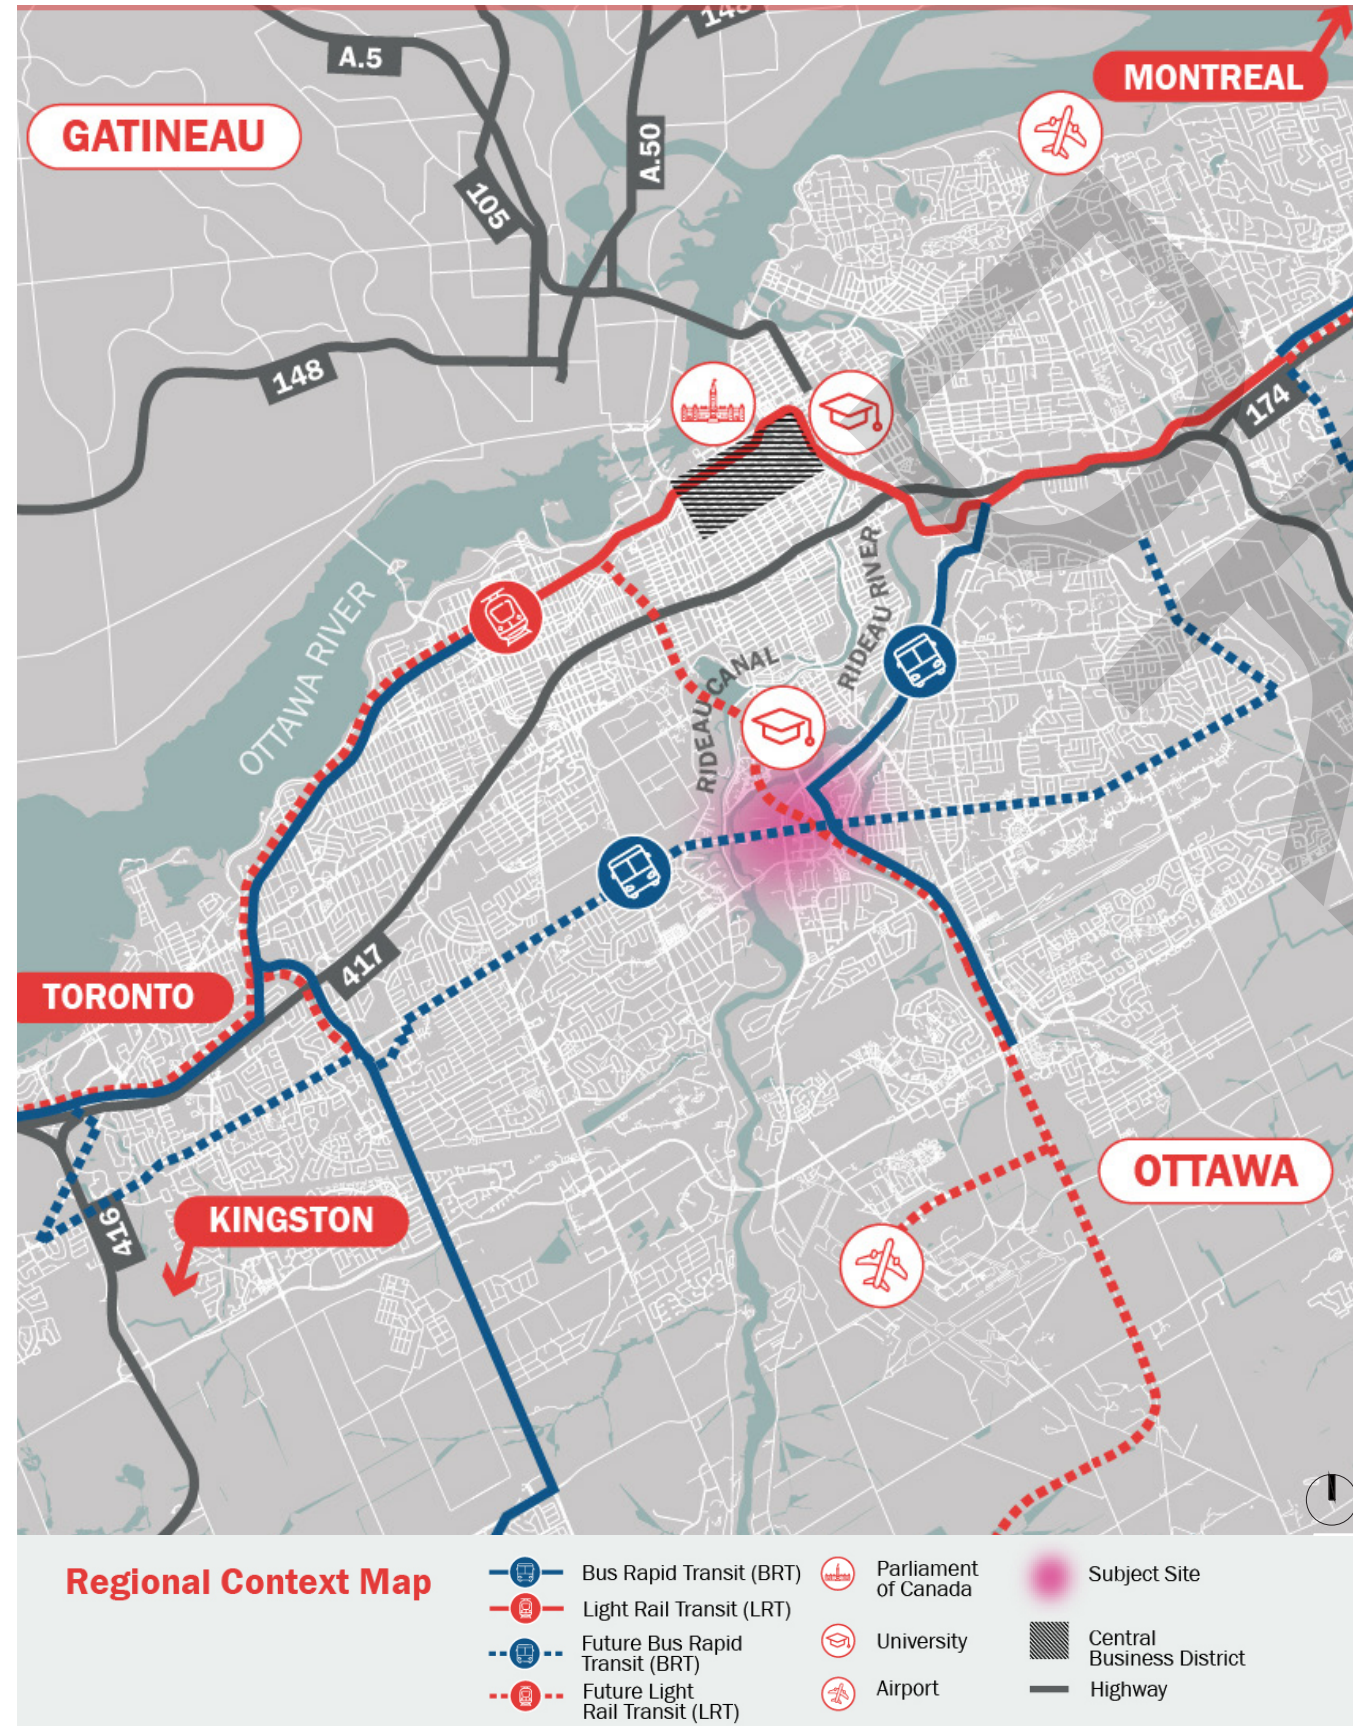 148
A.5
MONTREAL
GATINEAU
A.50
105
148
174
OTTAWA RIVER
RIDEAU RIVER
RIDEAU CANAL
417
TORONTO
OTTAWA
KINGSTON
416
Regional Context Map
Bus Rapid Transit (BRT)
Light Rail Transit (LRT)
Future Bus Rapid
Transit (BRT)
Future Light
Rail Transit (LRT)
Parliament
of Canada
University
Airport
Subject Site
Central
Business District
Highway